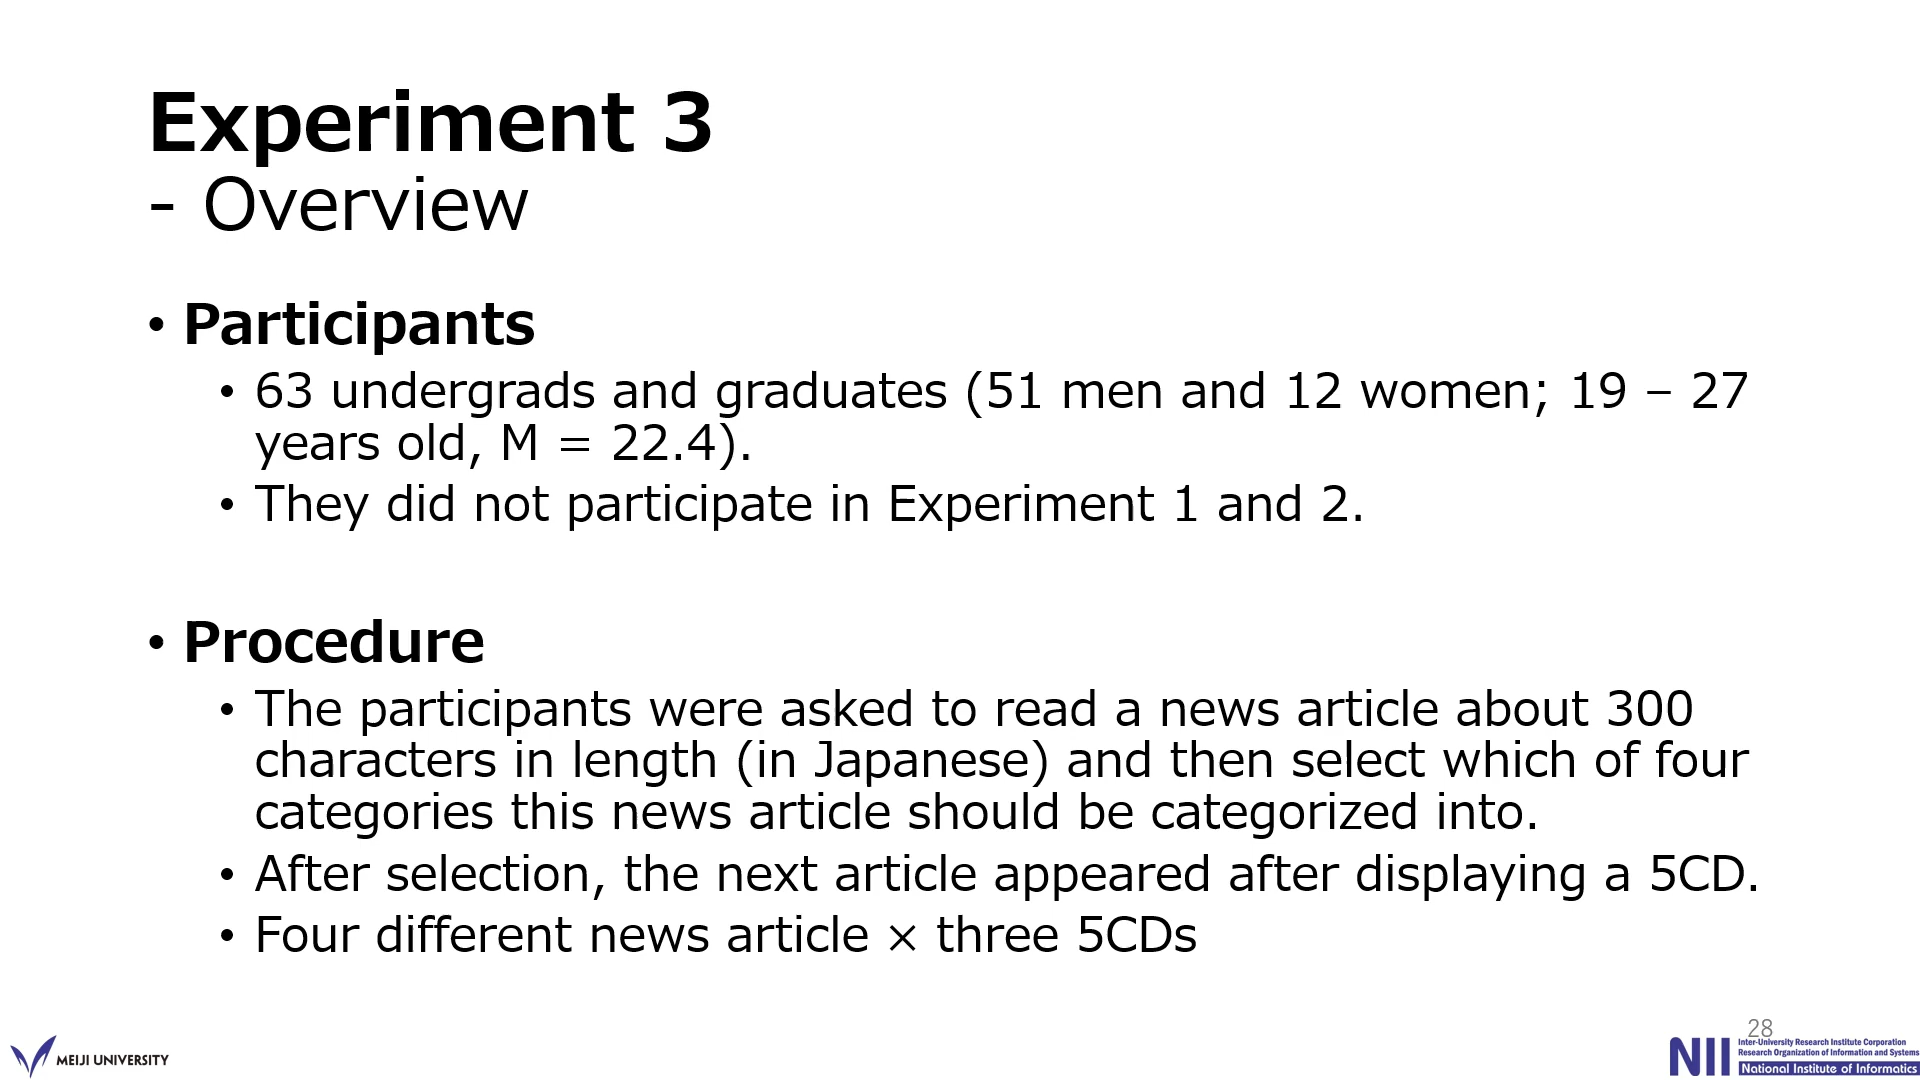 Experiment 3
- Overview
• Participants
• 63 undergrads and graduates (51 men and 12 women; 19 – 27
years old, M = 22.4).
• They did not participate in Experiment 1 and 2.
• Procedure
• The participants were asked to read a news article about 300
characters in length (in Japanese) and then select which of four
categories this news article should be categorized into.
• After selection, the next article appeared after displaying a 5CD.
• Four different news article × three 5CDs
28
MEIJI UNIVERSITY
NII
Inter-University Research Institute Corporation
Research Organization of Information and Systems
National Institute of Informatics